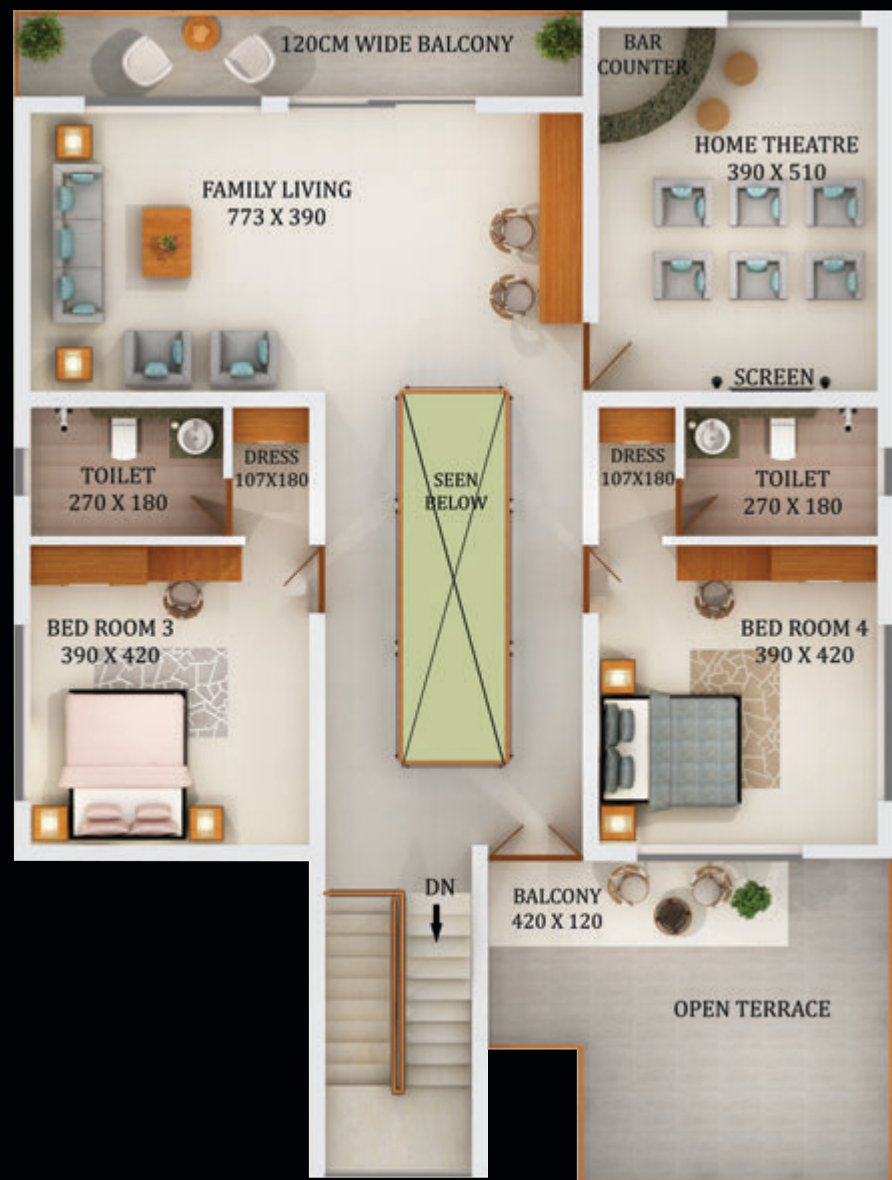 120CM WIDE BALCONY
BAR
COUNTER
HOME THEATRE
390 X 510
FAMILY LIVING
773 X 390
SCREEN
TOILET
270 X 180
DRESS
107X180
SEEN
BELOW
DRESS
107X180
TOILET
270 X 180
BED ROOM 3
390 X 420
BED ROOM 4
390 X 420
DN
BALCONY
420 X 120
OPEN TERRACE